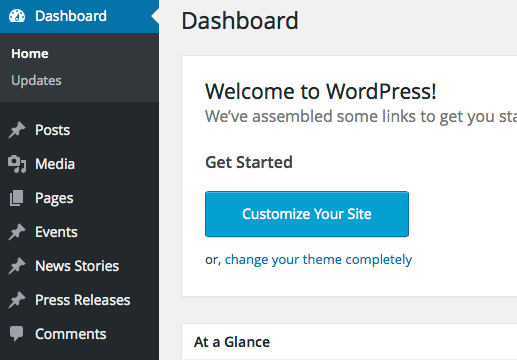 Dashboard
Home
Updates
Posts
Media
Pages
Events
News Stories
Press Releases
Comments
Dashboard
Welcome to WordPress!
We’ve assembled some links to get you
Get Started
Customize Your Site
or, change your theme completely
At a Glance